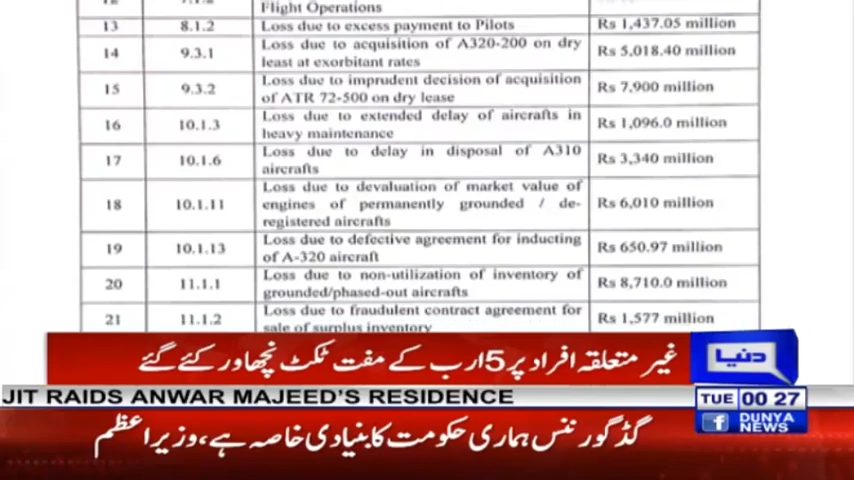 Flight Operations
13 8.1.2 Loss due to excess payment to Pilots Rs 1,437.05 million
14 9.3.1 Loss due to acquisition of A320-200 on dry Rs 5,018.40 million
least at exorbitant rates
15 9.3.2 Loss due to imprudent decision of acquisition Rs 7,900 million
of ATR 72-500 on dry lease
16 10.1.3 Loss due to extended delay of aircrafts in Rs 1,096.0 million
heavy maintenance
17 10.1.6 Loss due to delay in disposal of A310 Rs 3,340 million
aircrafts
18 10.1.11 Loss due to devaluation of market value of Rs 6,010 million
engines of permanently grounded / de-
registered aircrafts
19 10.1.13 Loss due to defective agreement for inducting Rs 650.97 million
of A-320 aircraft
20 11.1.1 Loss due to non-utilization of inventory of Rs 8,710.0 million
grounded/phased-out aircrafts
21 11.1.2 Loss due to fraudulent contract agreement for Rs 1,577 million
sale of surplus inventory
غیر متعلقہ افراد پر 5 ارب کے مفت ٹکٹ نچھاور کئے گئے
دنیا
JIT RAIDS ANWAR MAJEED'S RESIDENCE
TUE 00 27
گڈ گورننس ہماری حکومت کا بنیادی خاصہ ہے، وزیراعظم
f DUNYA NEWS